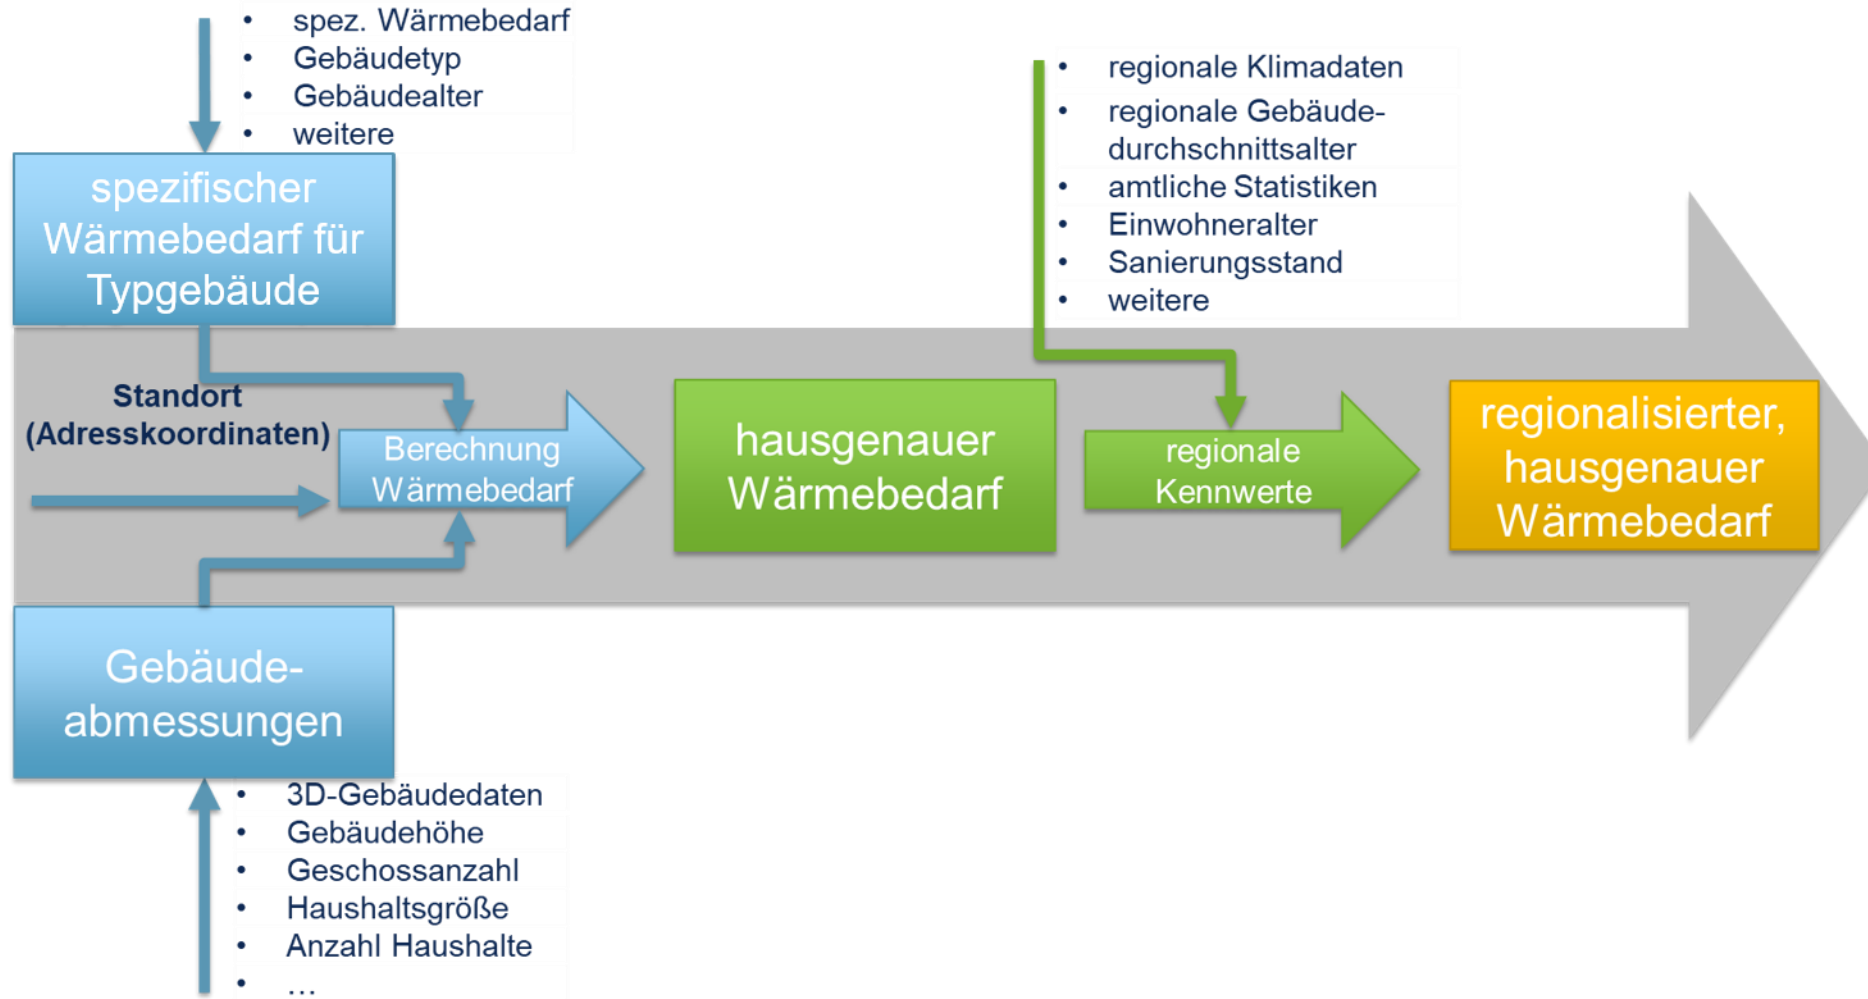 • spez. Wärmebedarf
• Gebäudetyp
• Gebäudealter
• weitere
spezifischer
Wärmebedarf für
Typgebäude
Standort
(Adresskoordinaten)
Berechnung
Wärmebedarf
Gebäude-
abmessungen
• 3D-Gebäudedaten
• Gebäudehöhe
• Geschossanzahl
• Haushaltsgröße
• Anzahl Haushalte
• ...
hausgenauer
Wärmebedarf
• regionale Klimadaten
• regionale Gebäude-
durchschnittsalter
• amtliche Statistiken
• Einwohneralter
• Sanierungsstand
• weitere
regionale
Kennwerte
regionalisierter,
hausgenauer
Wärmebedarf